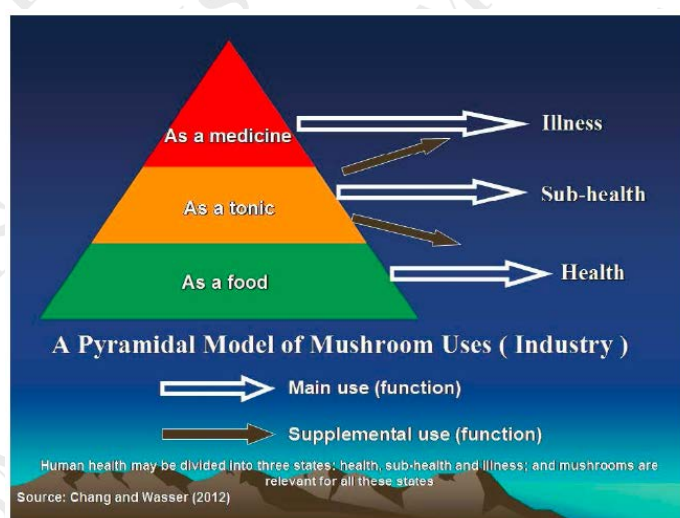 As a medicine
Illness
As a tonic
Sub-health
As a food
Health
A Pyramidal Model of Mushroom Uses ( Industry )
Main use (function)
Supplemental use (function)
Human health may be divided into three states: health, sub-health and illness; and mushrooms are
relevant for all these states
Source: Chang and Wasser (2012)